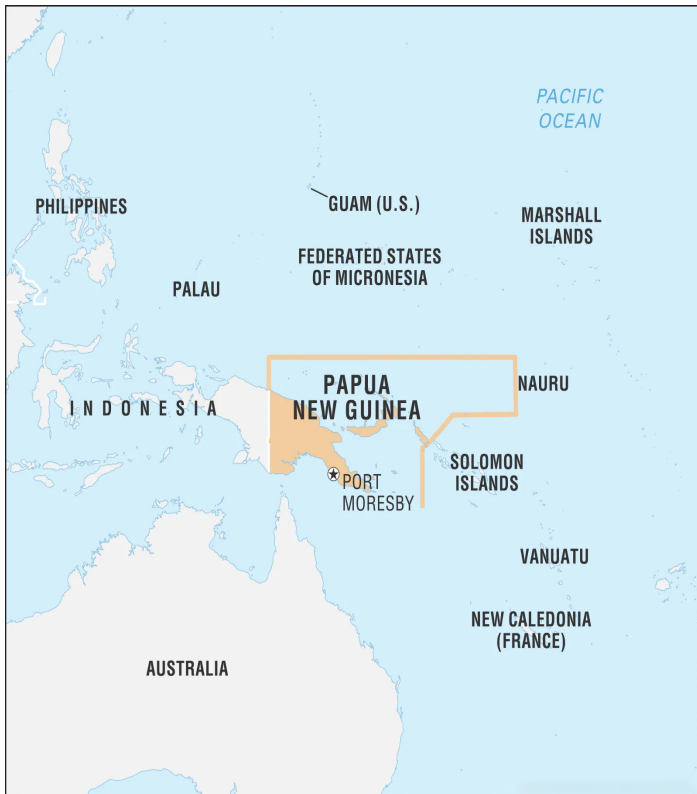 PACIFIC
OCEAN
PHILIPPINES
GUAM (U.S.)
MARSHALL
ISLANDS
FEDERATED STATES
OF MICRONESIA
PALAU
PAPUA
NEW GUINEA
NAURU
INDONESIA
SOLOMON
ISLANDS
PORT
MORESBY
VANUATU
NEW CALEDONIA
(FRANCE)
AUSTRALIA